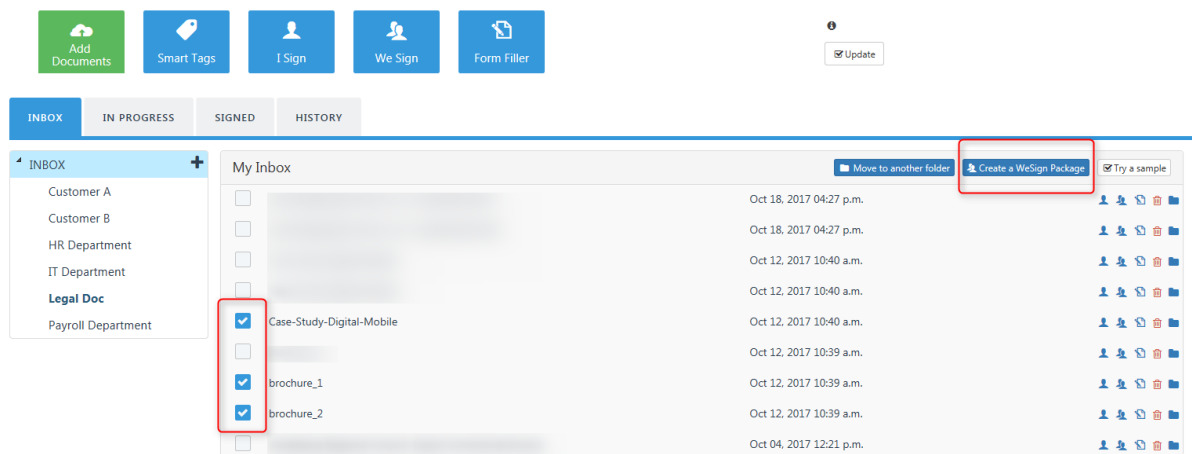 Add
Documents
Smart Tags
I Sign
We Sign
Form Filler
Update
INBOX
IN PROGRESS
SIGNED
HISTORY
INBOX
Customer A
Customer B
HR Department
IT Department
Legal Doc
Payroll Department
My Inbox
Move to another folder
Create a WeSign Package
Try a sample
Oct 18, 2017 04:27 p.m.
Oct 18, 2017 04:27 p.m.
Oct 12, 2017 10:40 a.m.
Oct 12, 2017 10:40 a.m.
Case-Study-Digital-Mobile Oct 12, 2017 10:40 a.m.
Oct 12, 2017 10:39 a.m.
brochure_1 Oct 12, 2017 10:39 a.m.
brochure_2 Oct 12, 2017 10:39 a.m.
Oct 04, 2017 12:21 p.m.